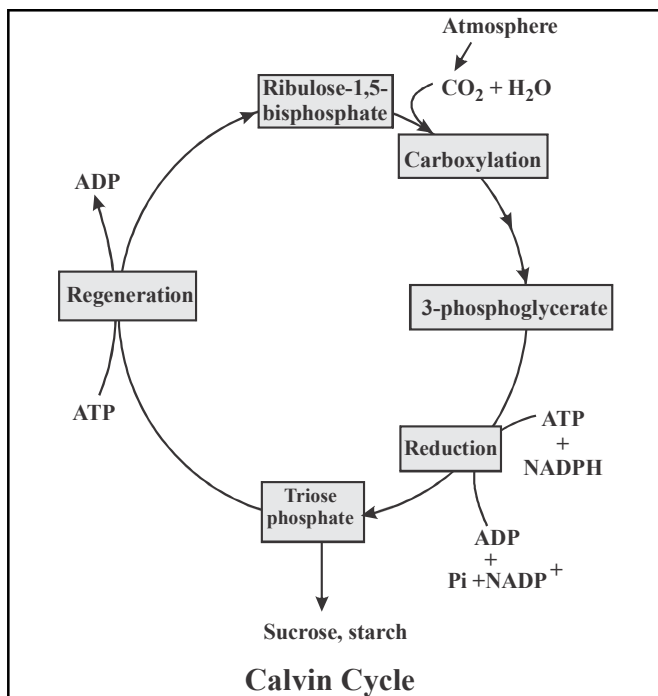 Atmosphere
Ribulose-1,5-
bisphosphate
CO₂ + H₂O
Carboxylation
ADP
Regeneration
3-phosphoglycerate
ATP
ATP
+
NADPH
Reduction
Triose
phosphate
ADP
+
Pi +NADP⁺
Sucrose, starch
Calvin Cycle